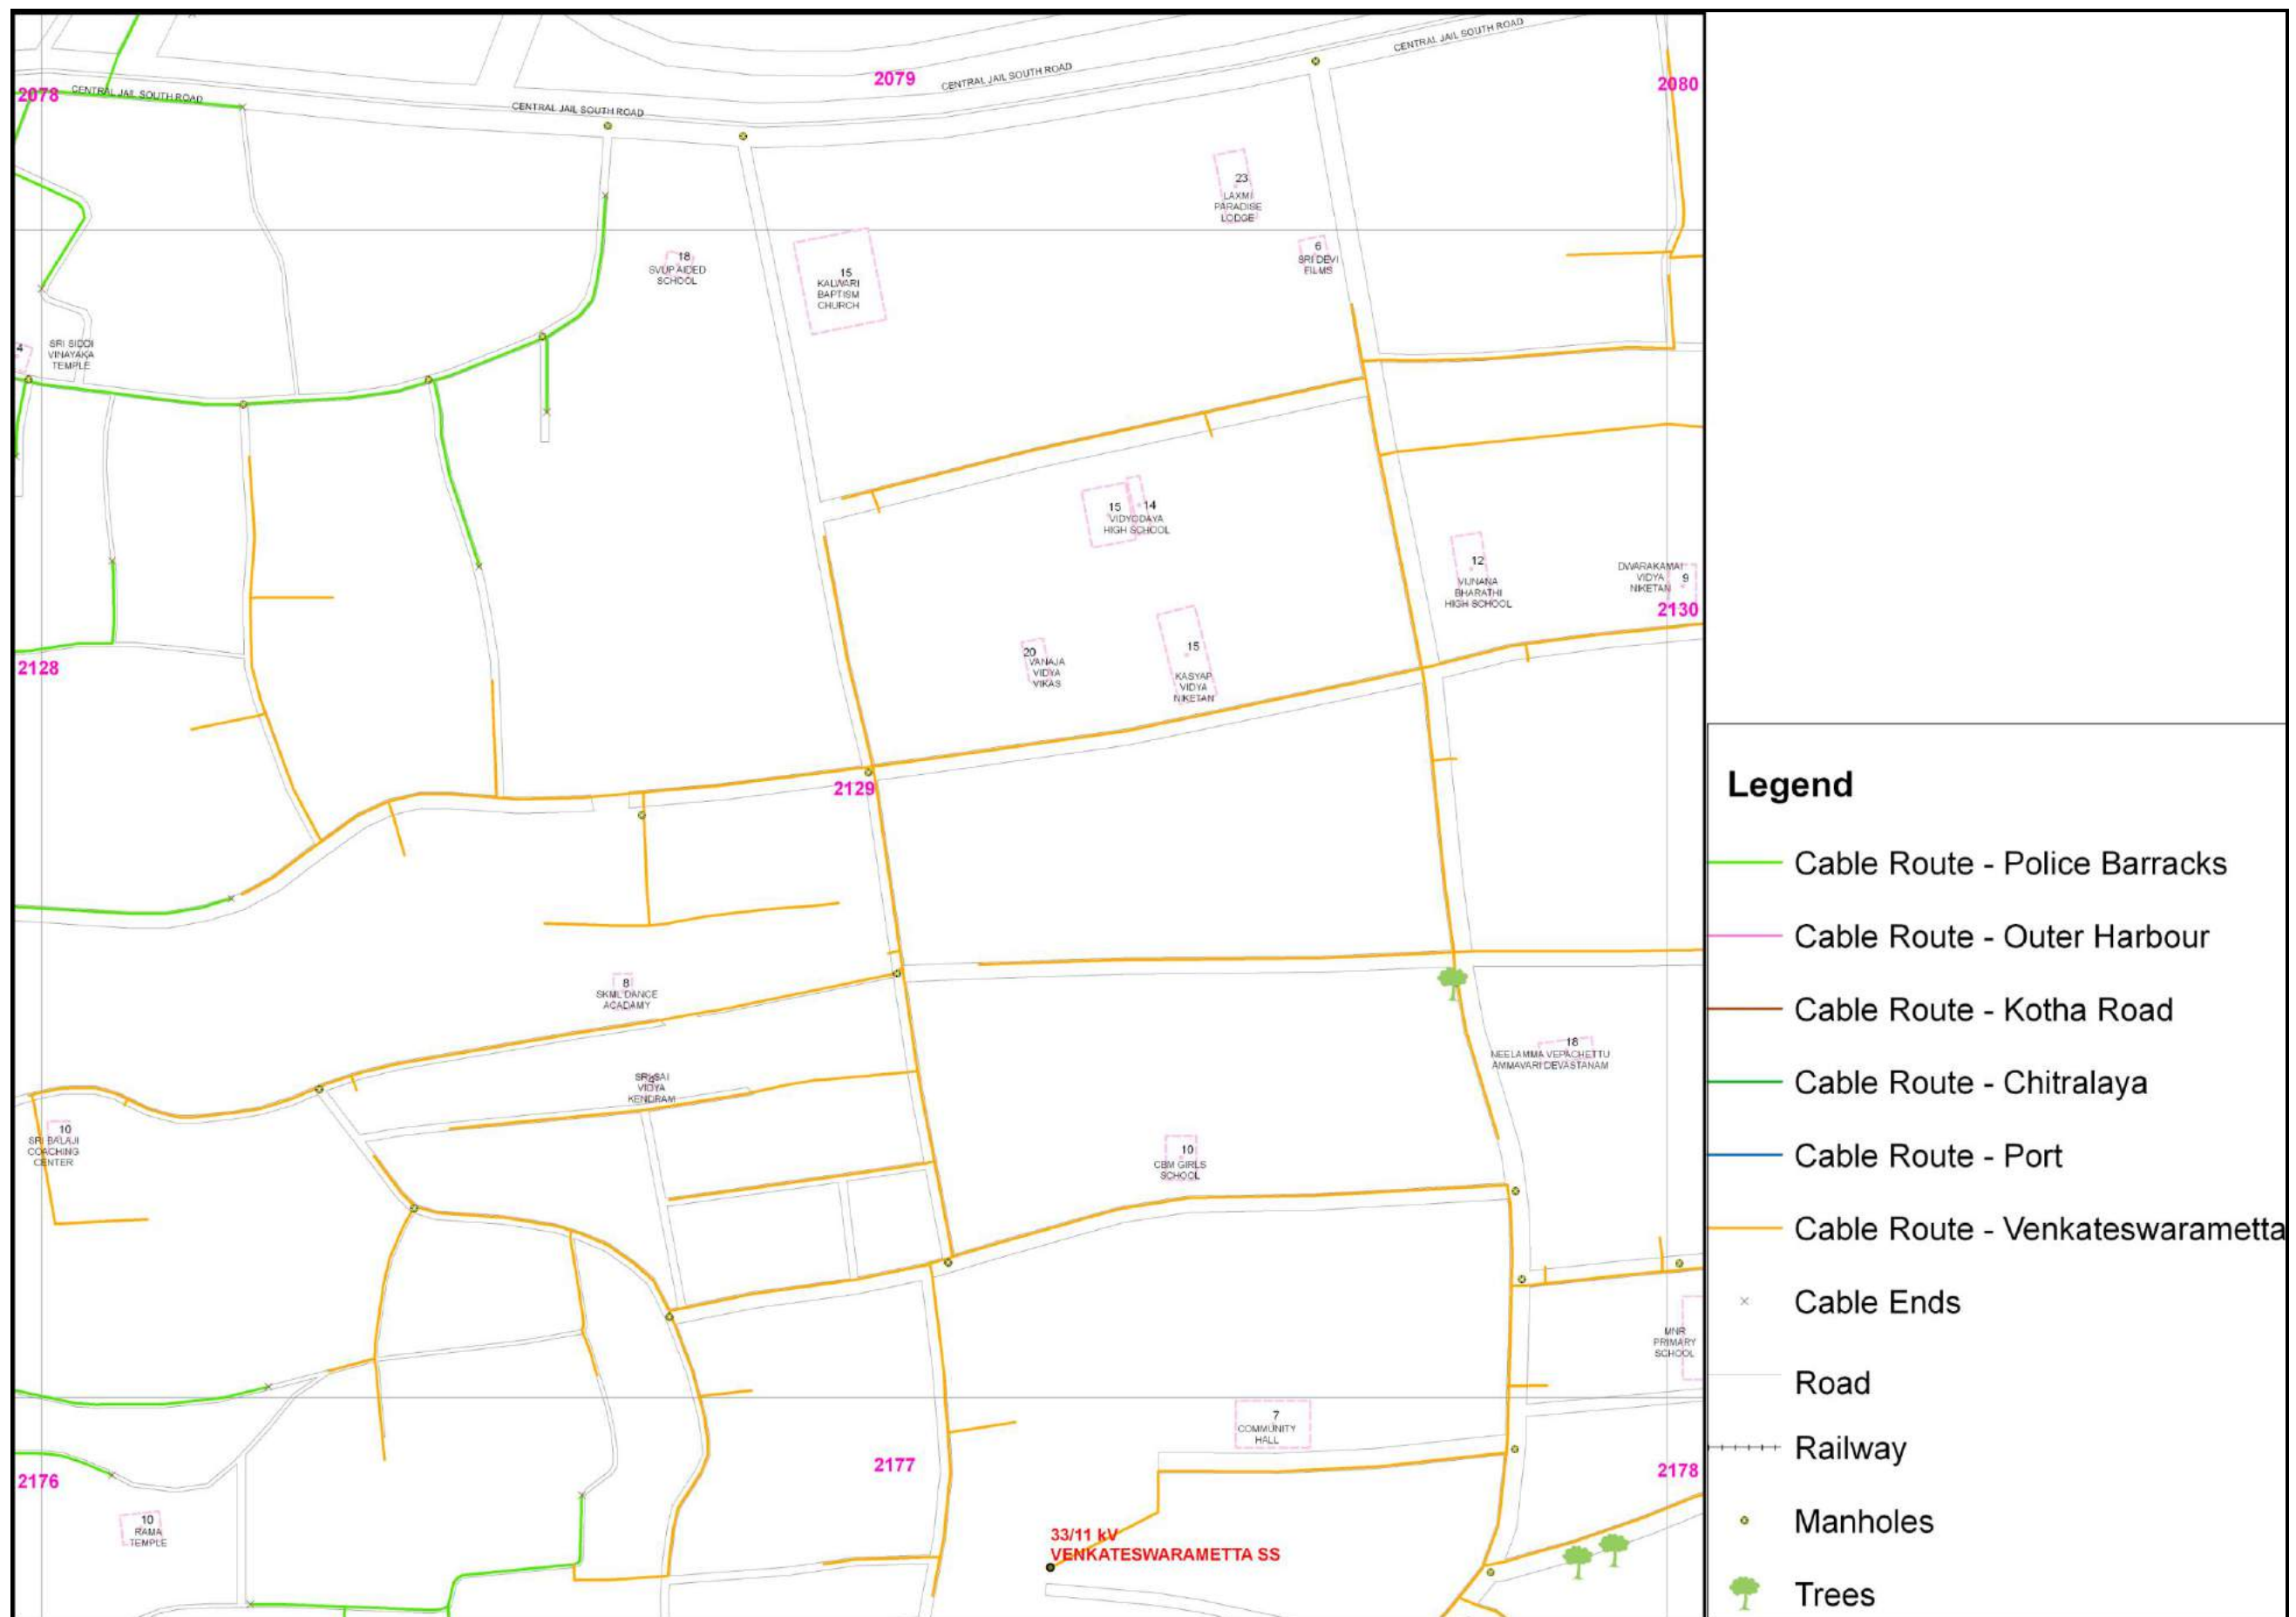 CENTRAL JAIL SOUTH ROAD
2079
CENTRAL JAIL SOUTH ROAD
2080
2078
CENTRAL JAIL SOUTH ROAD
CENTRAL JAIL SOUTH ROAD
23
LAXMI
PARADISE
LODGE
18
SVUP AIDED
SCHOOL
15
KALWARI
BAPTISM
CHURCH
6
SRI DEVI
FILMS
4
SRI SIDDI
VINAYAKA
TEMPLE
15
14
VIDYODAYA
HIGH SCHOOL
12
VIJNANA
BHARATHI
HIGH SCHOOL
DWARAKAMAI
VIDYA
NIKETAN
9
2130
2128
20
VANAJA
VIDYA
VIKAS
15
KASYAP
VIDYA
NIKETAN
2129
8
SKML DANCE
ACADAMY
18
NEELAMMA VEPACHETTU
AMMAVARI DEVASTANAM
SRI SAI
VIDYA
KENDRAM
10
SRI BALAJI
COACHING
CENTER
10
CBM GIRLS
SCHOOL
MNR
PRIMARY
SCHOOL
7
COMMUNITY
HALL
2176
2177
2178
10
RAMA
TEMPLE
33/11 kV
VENKATESWARAMETTA SS
Legend
Cable Route - Police Barracks
Cable Route - Outer Harbour
Cable Route - Kotha Road
Cable Route - Chitralaya
Cable Route - Port
Cable Route - Venkateswarametta
Cable Ends
Road
Railway
Manholes
Trees